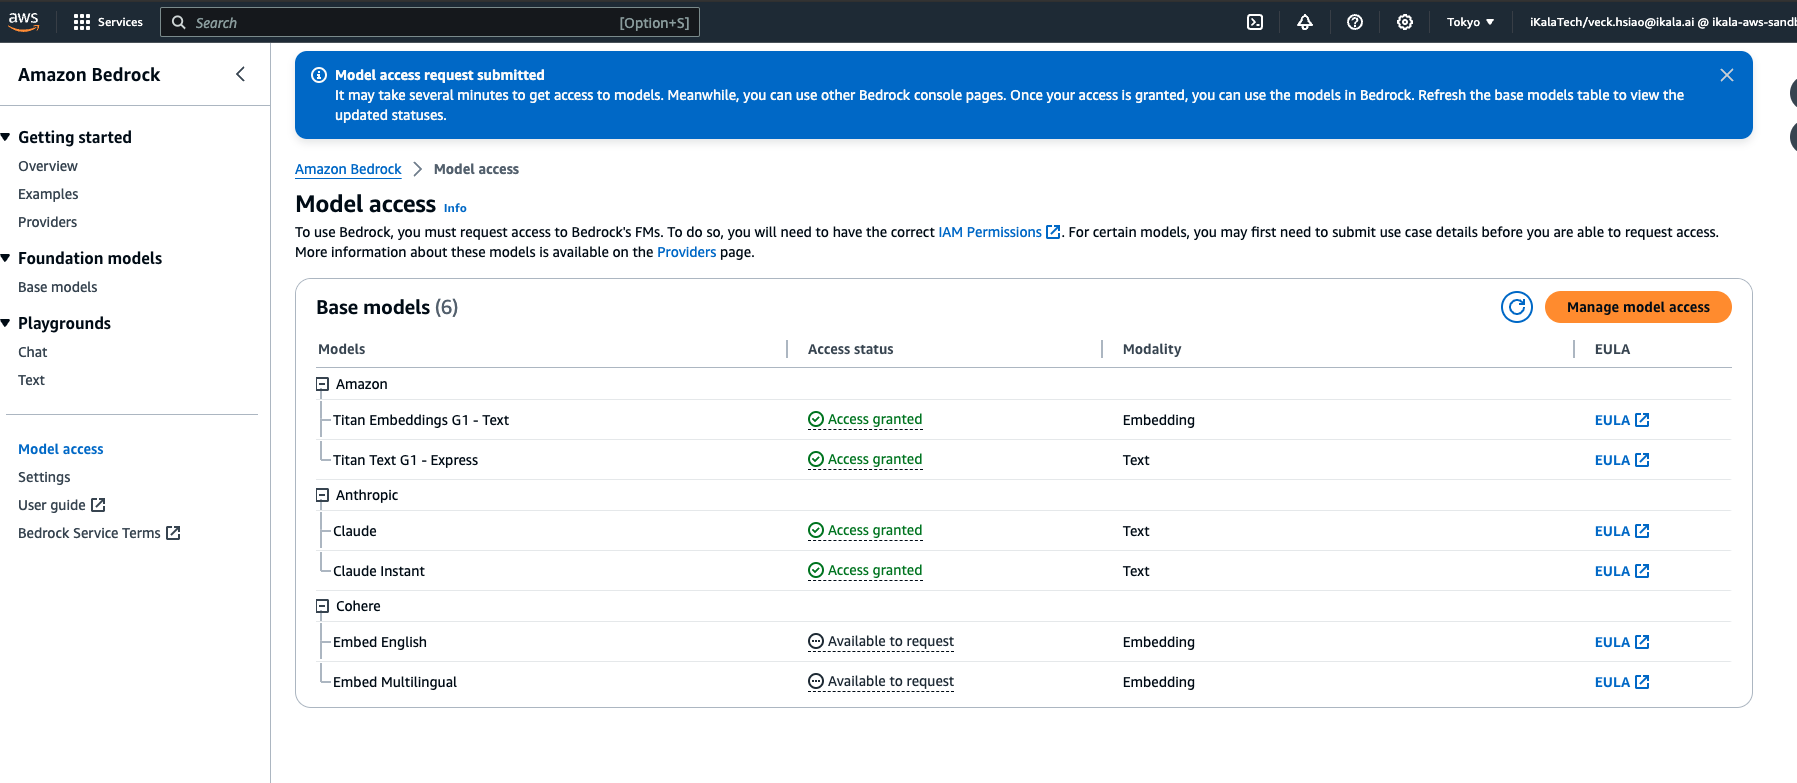 aws
Services
Search
[Option+S]
Tokyo
iKalaTech/veck.hsiao@ikala.ai @ ikala-aws-sandb
Amazon Bedrock
Getting started
Overview
Examples
Providers
Foundation models
Base models
Playgrounds
Chat
Text
Model access
Settings
User guide
Bedrock Service Terms
Model access request submitted
It may take several minutes to get access to models. Meanwhile, you can use other Bedrock console pages. Once your access is granted, you can use the models in Bedrock. Refresh the base models table to view the
updated statuses.
Amazon Bedrock > Model access
Model access Info
To use Bedrock, you must request access to Bedrock's FMs. To do so, you will need to have the correct IAM Permissions. For certain models, you may first need to submit use case details before you are able to request access.
More information about these models is available on the Providers page.
Base models (6)
Manage model access
Models Access status Modality EULA
Amazon
Titan Embeddings G1 - Text Access granted Embedding EULA
Titan Text G1 - Express Access granted Text EULA
Anthropic
Claude Access granted Text EULA
Claude Instant Access granted Text EULA
Cohere
Embed English Available to request Embedding EULA
Embed Multilingual Available to request Embedding EULA